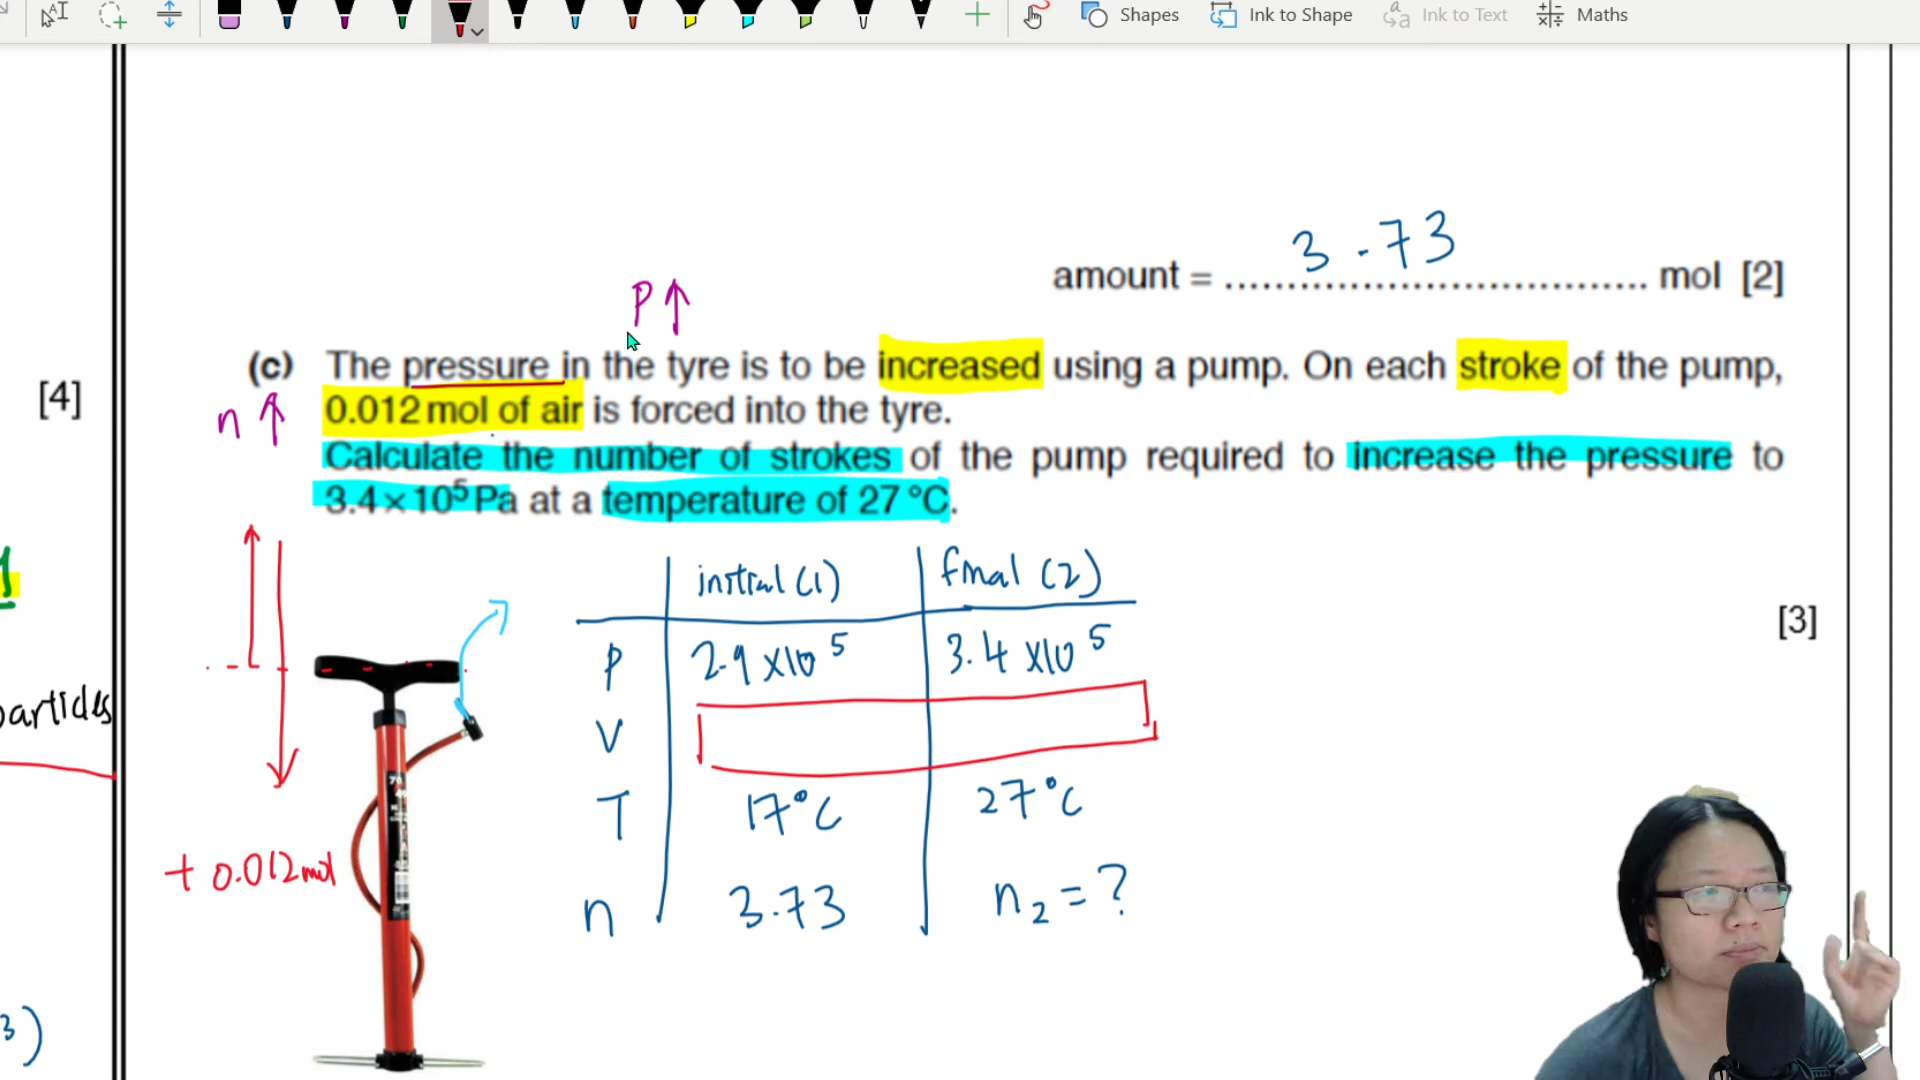 Shapes Ink to Shape Ink to Text Maths
3.73
amount = ........................................ mol [2]
P↑
(c) The pressure in the tyre is to be increased using a pump. On each stroke of the pump,
[4]
n↑ 0.012 mol of air is forced into the tyre.
Calculate the number of strokes of the pump required to increase the pressure to
3.4×10⁵ Pa at a temperature of 27 °C.
initial (1) final (2)
[3]
P 2.9 x10⁵ 3.4 x10⁵
particles
V
T 17°C 27°C
+ 0.012 mol
n 3.73 n₂ = ?
3)